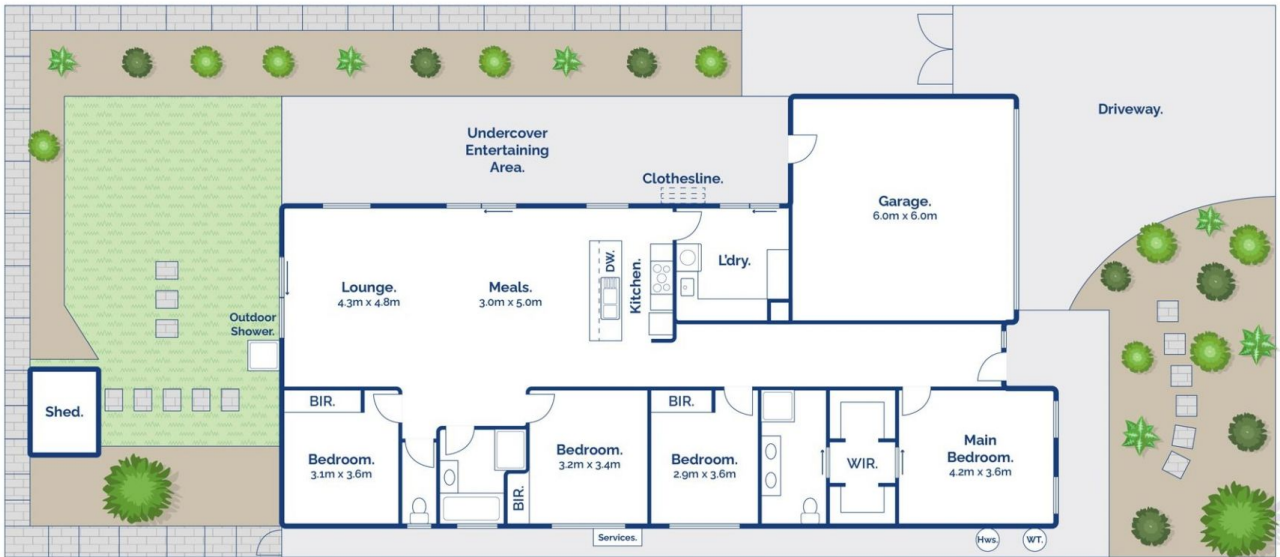 Undercover
Entertaining
Area.
Clothesline.
Driveway.
Garage.
6.0m x 6.0m
Lounge.
4.3m x 4.8m
Meals.
3.0m x 5.0m
DW.
Kitchen.
L'dry.
Outdoor
Shower.
Shed.
BIR.
Bedroom.
3.1m x 3.6m
Bedroom.
3.2m x 3.4m
BIR.
BIR.
Bedroom.
2.9m x 3.6m
WIR.
Main
Bedroom.
4.2m x 3.6m
Services.
Hws.
WT.